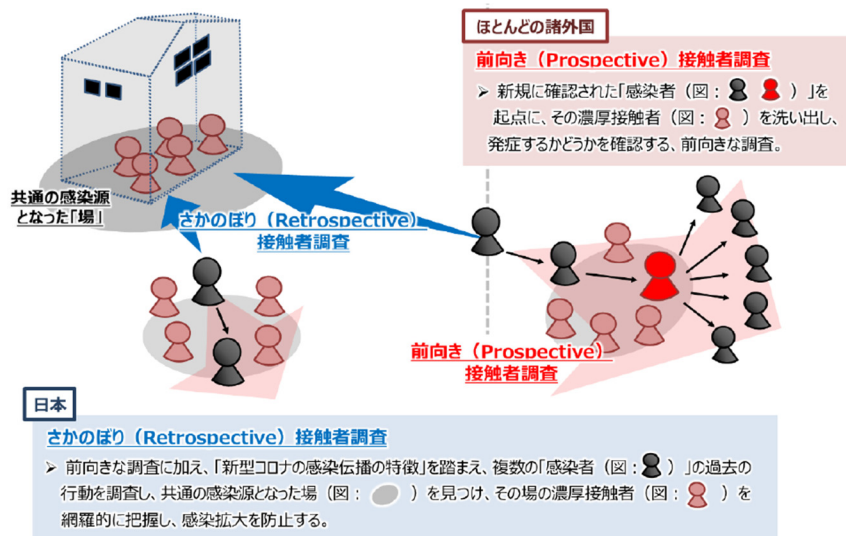 ほとんどの諸外国
前向き（Prospective）接触者調査
➢ 新規に確認された「感染者（図： ）」を
起点に、その濃厚接触者（図： ）を洗い出し、
発症するかどうかを確認する、前向きな調査。
共通の感染源
となった「場」
さかのぼり（Retrospective）
接触者調査
前向き（Prospective）
接触者調査
日本
さかのぼり（Retrospective）接触者調査
➢ 前向きな調査に加え、「新型コロナの感染伝播の特徴」を踏まえ、複数の「感染者（図： ）」の過去の
行動を調査し、共通の感染源となった場（図： ）を見つけ、その場の濃厚接触者（図： ）を
網羅的に把握し、感染拡大を防止する。